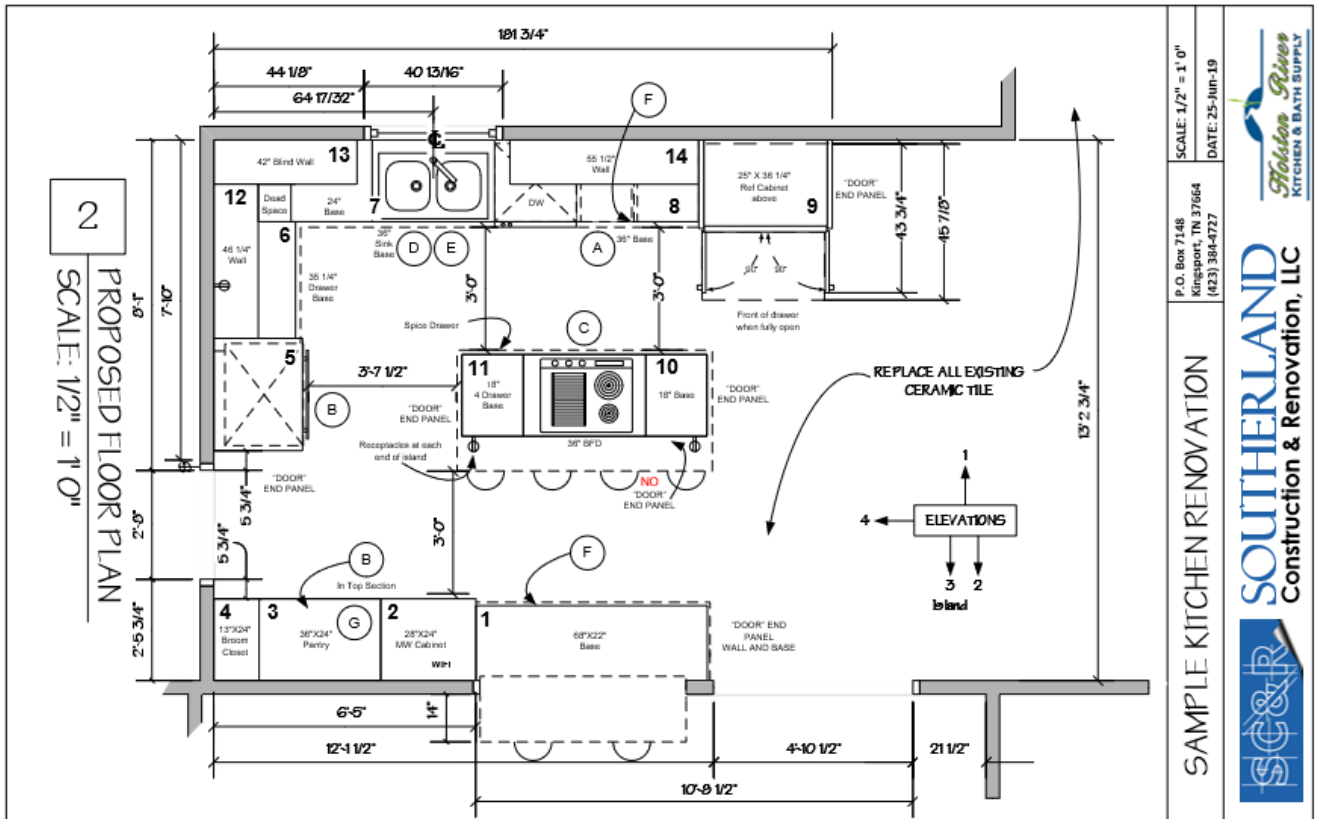 181 3/4"
44 1/8"
40 13/16"
64 17/32"
F
℄
42" Blind Wall
13
55 1/2"
Wall
14
25" X 36 1/4"
Ref Cabinet
above
9
"DOOR"
END PANEL
43 3/4"
45 7/8"
12
Dead
Space
24"
Base
7
DW
8
6
46 1/4"
Wall
36"
Sink
Base
D
E
A
36" Base
35 1/4"
Drawer
Base
3'-0"
3'-0"
90°
90°
Front of drawer
when fully open
Spice Drawer
C
8'-1"
7'-10"
5
3'-7 1/2"
11
18"
4 Drawer
Base
10
18" Base
"DOOR"
END PANEL
B
"DOOR"
END PANEL
36" BFD
Receptacles at each
end of island
NO
"DOOR"
END PANEL
REPLACE ALL EXISTING
CERAMIC TILE
13' 2 3/4"
"DOOR"
END PANEL
5 3/4"
2'-8"
5 3/4"
3'-0"
1
4
ELEVATIONS
3
2
Island
B
In Top Section
F
4
13"X24"
Broom
Closet
3
36"X24"
Pantry
G
2
28"X24"
MW Cabinet
WIFI
1
68"X22"
Base
"DOOR" END
PANEL
WALL AND BASE
2'-5 3/4"
6'-5"
14"
12'-1 1/2"
4'-10 1/2"
21 1/2"
10'-8 1/2"
2
PROPOSED FLOOR PLAN
SCALE: 1/2" = 1' 0"
SCALE: 1/2" = 1' 0"
DATE: 25-Jun-19
P.O. Box 7148
Kingsport, TN 37664
(423) 384-4727
SAMPLE KITCHEN RENOVATION
Holston River
KITCHEN & BATH SUPPLY
SOUTHERLAND
Construction & Renovation, LLC
SC&R